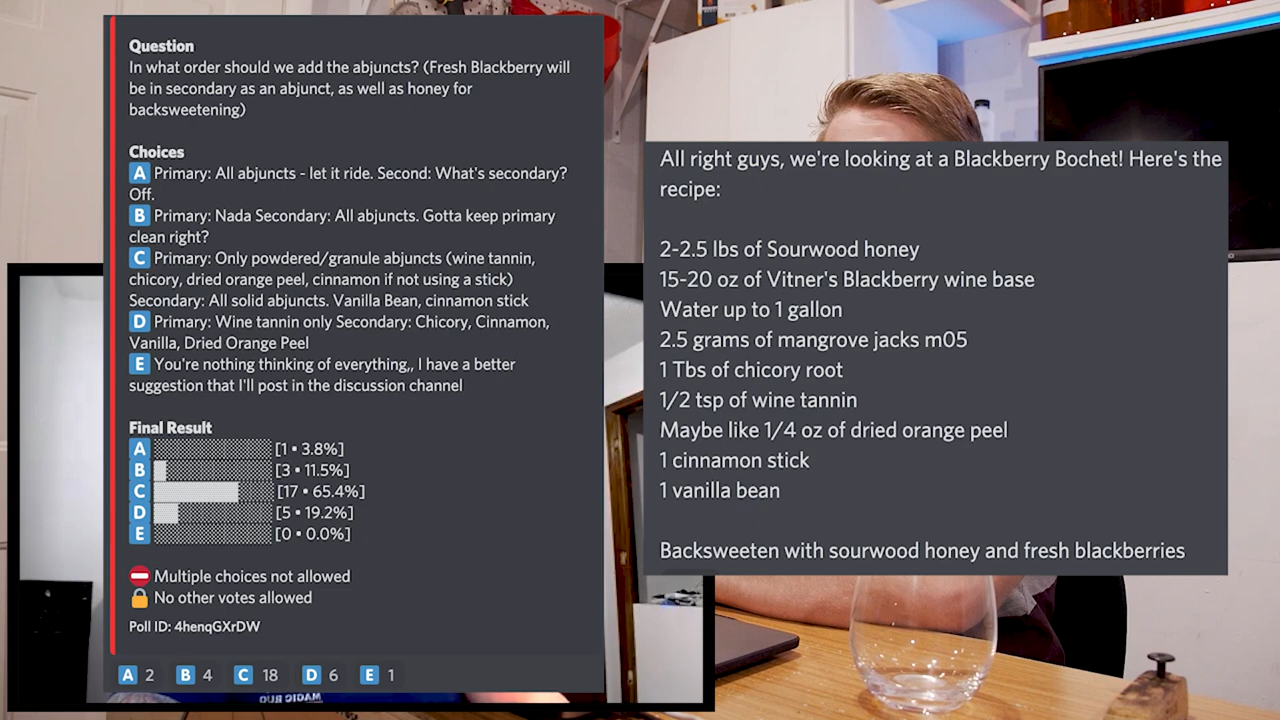 Question
In what order should we add the abjuncts? (Fresh Blackberry will
be in secondary as an abjunct, as well as honey for
backsweetening)
Choices
A Primary: All abjuncts - let it ride. Second: What's secondary?
Off.
B Primary: Nada Secondary: All abjuncts. Gotta keep primary
clean right?
C Primary: Only powdered/granule abjuncts (wine tannin,
chicory, dried orange peel, cinnamon if not using a stick)
Secondary: All solid abjuncts. Vanilla Bean, cinnamon stick
D Primary: Wine tannin only Secondary: Chicory, Cinnamon,
Vanilla, Dried Orange Peel
E You're nothing thinking of everything,, I have a better
suggestion that I'll post in the discussion channel
Final Result
A [1 • 3.8%]
B [3 • 11.5%]
C [17 • 65.4%]
D [5 • 19.2%]
E [0 • 0.0%]
Multiple choices not allowed
No other votes allowed
Poll ID: 4henqGXrDW
A 2 B 4 C 18 D 6 E 1
All right guys, we're looking at a Blackberry Bochet! Here's the
recipe:
2-2.5 lbs of Sourwood honey
15-20 oz of Vitner's Blackberry wine base
Water up to 1 gallon
2.5 grams of mangrove jacks m05
1 Tbs of chicory root
1/2 tsp of wine tannin
Maybe like 1/4 oz of dried orange peel
1 cinnamon stick
1 vanilla bean
Backsweeten with sourwood honey and fresh blackberries